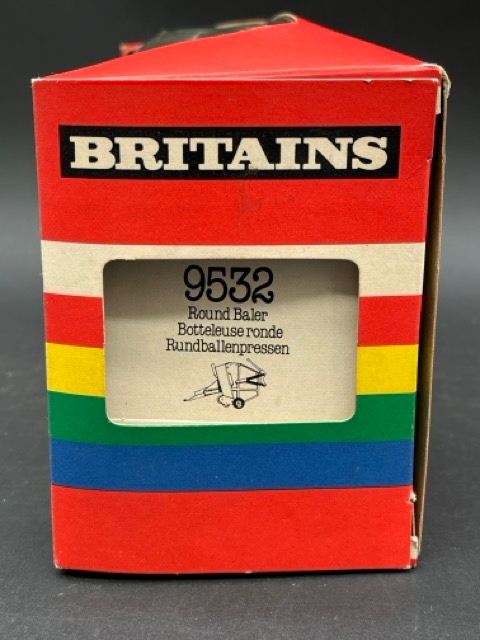 BRITAINS
9532
Round Baler
Botteleuse ronde
Rundballenpressen